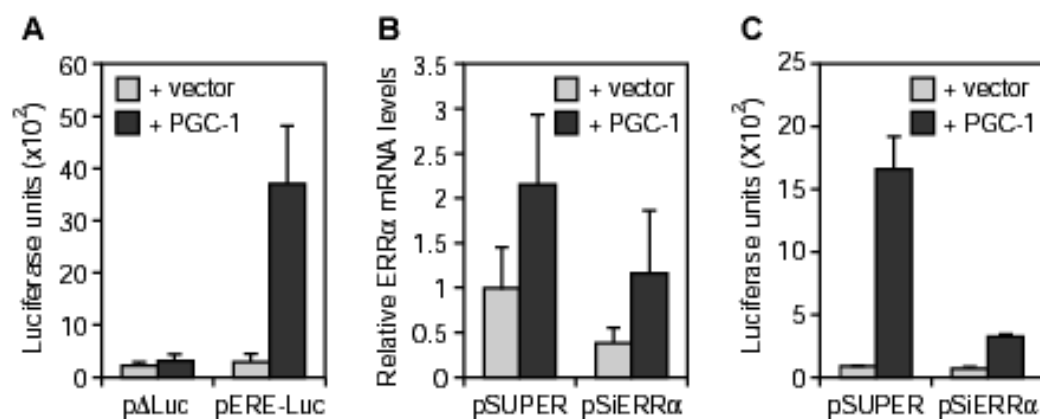 A
Luciferase units (x10²)
60
50
40
30
20
10
0
+ vector
+ PGC-1
pΔLuc
pERE-Luc
B
Relative ERRα mRNA levels
3.5
3
2.5
2
1.5
1
0.5
0
+ vector
+ PGC-1
pSUPER
pSiERRα
C
Luciferase units (X10²)
25
20
15
10
5
0
+ vector
+ PGC-1
pSUPER
pSiERRα